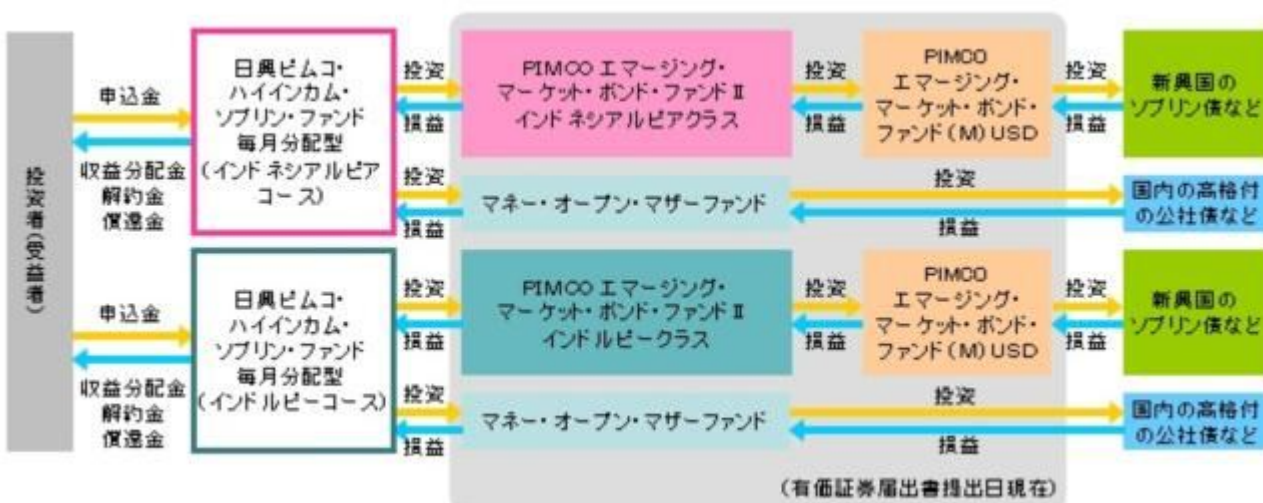 投資者(受益者)
申込金
収益分配金
解約金
償還金
日興ピムコ・
ハイインカム・
ソブリン・ファンド
毎月分配型
(インドネシアルピア
コース)
投資
損益
PIMCO エマージング・
マーケット・ボンド・ファンドⅡ
インドネシアルピアクラス
投資
損益
PIMCO
エマージング・
マーケット・ボンド・
ファンド(M)USD
投資
損益
新興国の
ソブリン債など
投資
損益
マネー・オープン・マザーファンド
投資
損益
国内の高格付
の公社債など
申込金
収益分配金
解約金
償還金
日興ピムコ・
ハイインカム・
ソブリン・ファンド
毎月分配型
(インドルピーコース)
投資
損益
PIMCO エマージング・
マーケット・ボンド・ファンドⅡ
インドルピークラス
投資
損益
PIMCO
エマージング・
マーケット・ボンド・
ファンド(M)USD
投資
損益
新興国の
ソブリン債など
投資
損益
マネー・オープン・マザーファンド
投資
損益
国内の高格付
の公社債など
(有価証券届出書提出日現在)